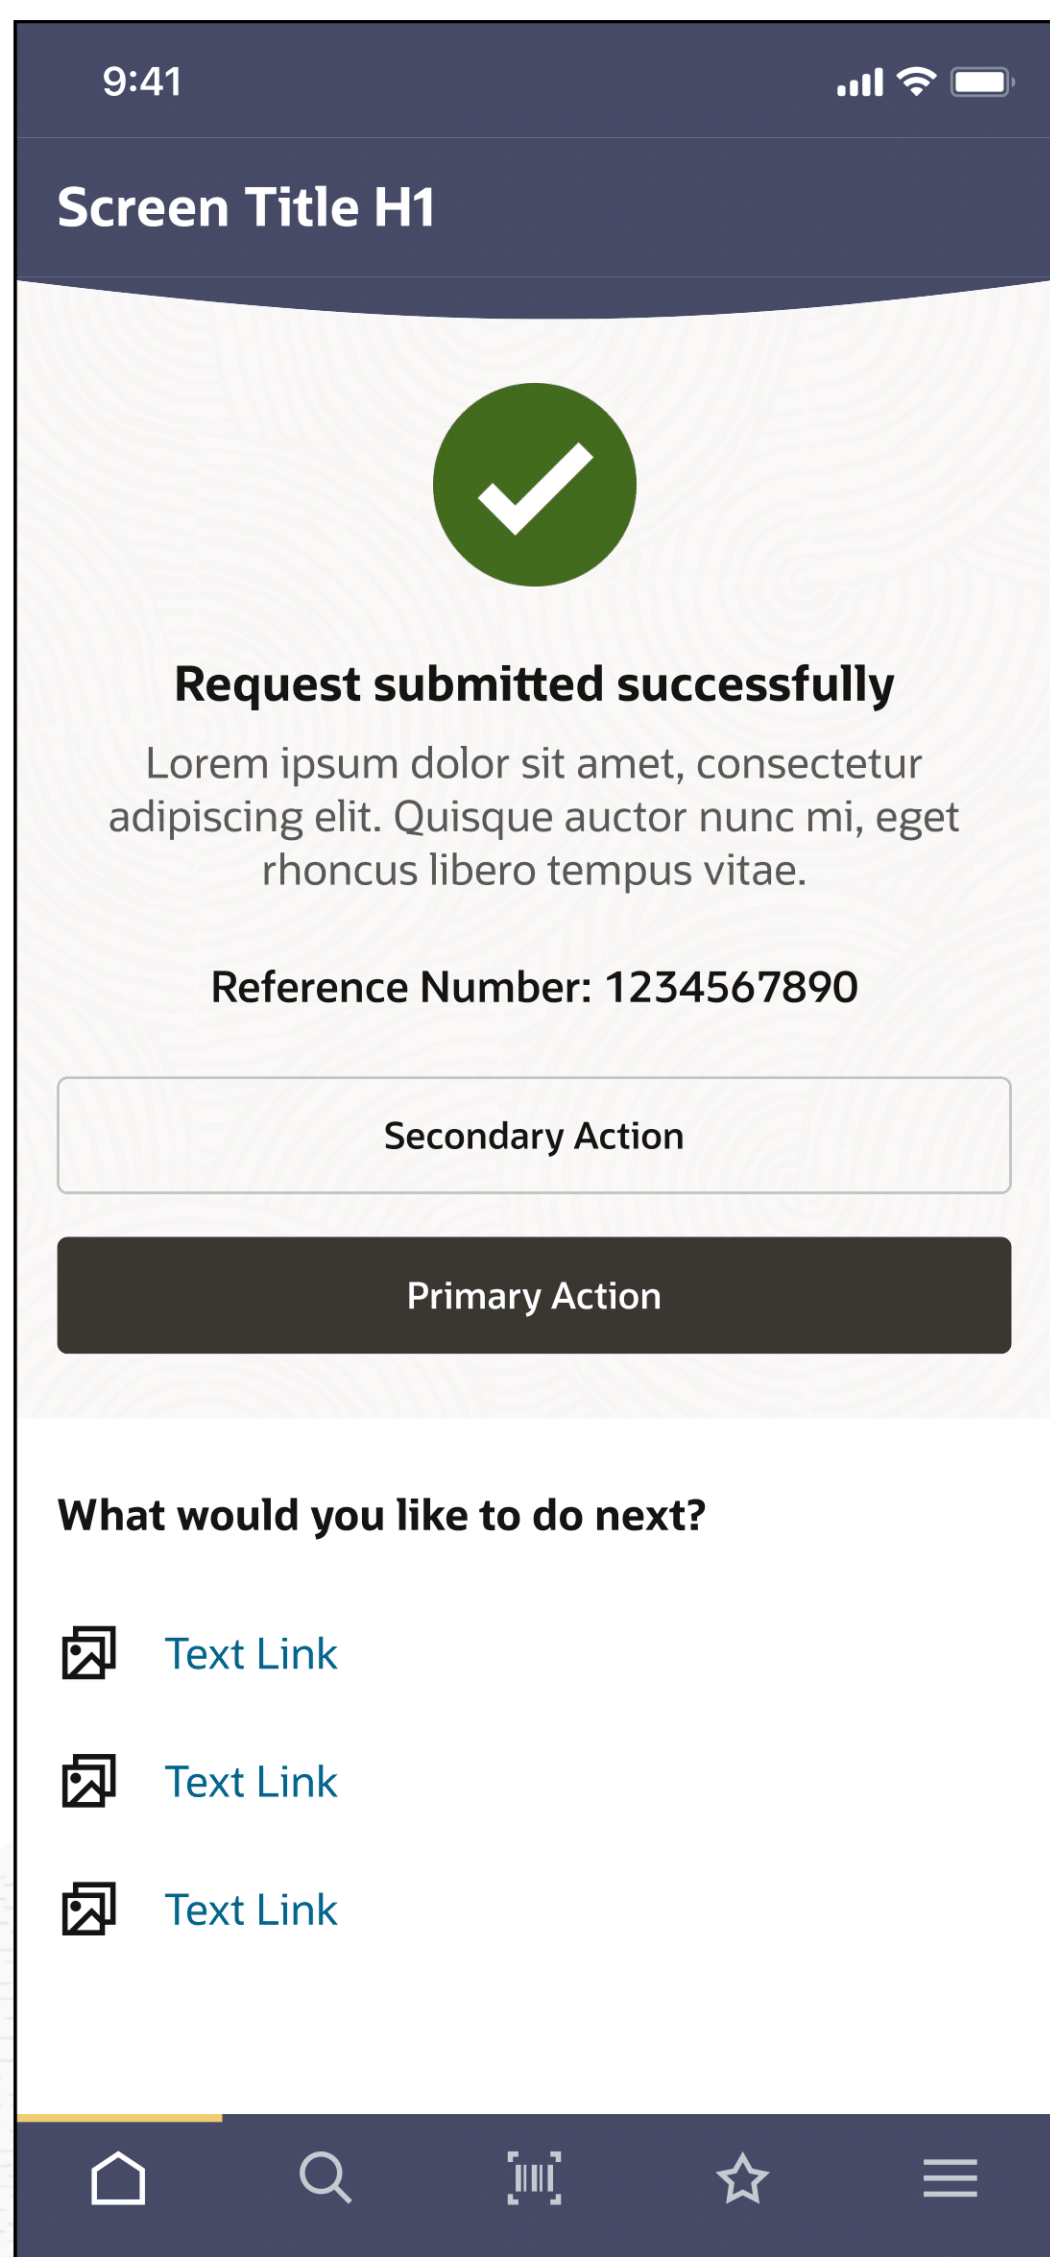 9:41
Screen Title H1
Request submitted successfully
Lorem ipsum dolor sit amet, consectetur
adipiscing elit. Quisque auctor nunc mi, eget
rhoncus libero tempus vitae.
Reference Number: 1234567890
Secondary Action
Primary Action
What would you like to do next?
Text Link
Text Link
Text Link